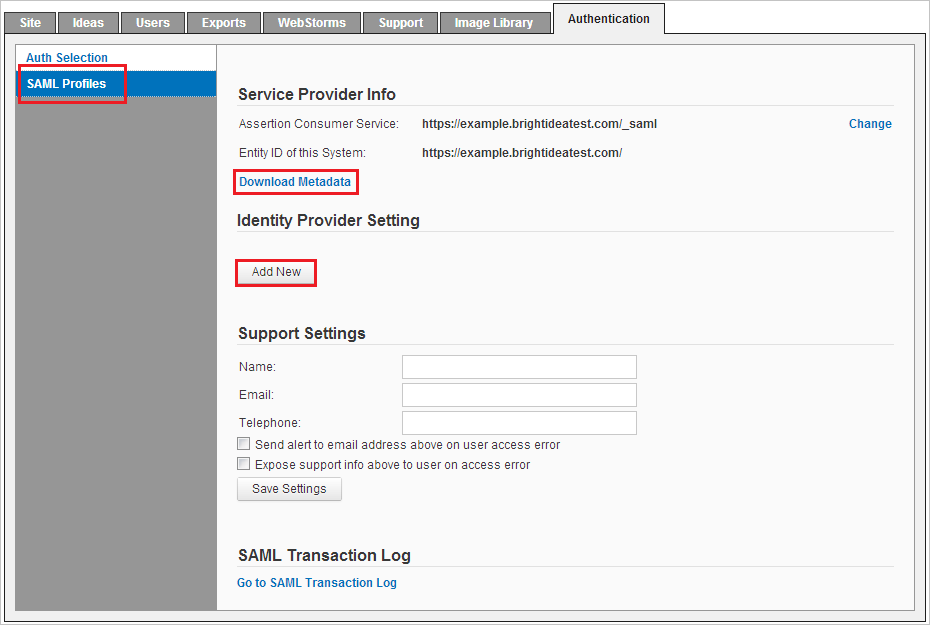 Site Ideas Users Exports WebStorms Support Image Library Authentication
Auth Selection
SAML Profiles
Service Provider Info
Assertion Consumer Service: https://example.brightideatest.com/_saml Change
Entity ID of this System: https://example.brightideatest.com/
Download Metadata
Identity Provider Setting
Add New
Support Settings
Name:
Email:
Telephone:
Send alert to email address above on user access error
Expose support info above to user on access error
Save Settings
SAML Transaction Log
Go to SAML Transaction Log